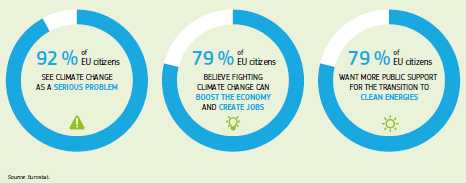 92 % of EU citizens
SEE CLIMATE CHANGE
AS A SERIOUS PROBLEM
79 % of EU citizens
BELIEVE FIGHTING
CLIMATE CHANGE CAN
BOOST THE ECONOMY
AND CREATE JOBS
79 % of EU citizens
WANT MORE PUBLIC SUPPORT
FOR THE TRANSITION TO
CLEAN ENERGIES
Source: Eurostat.